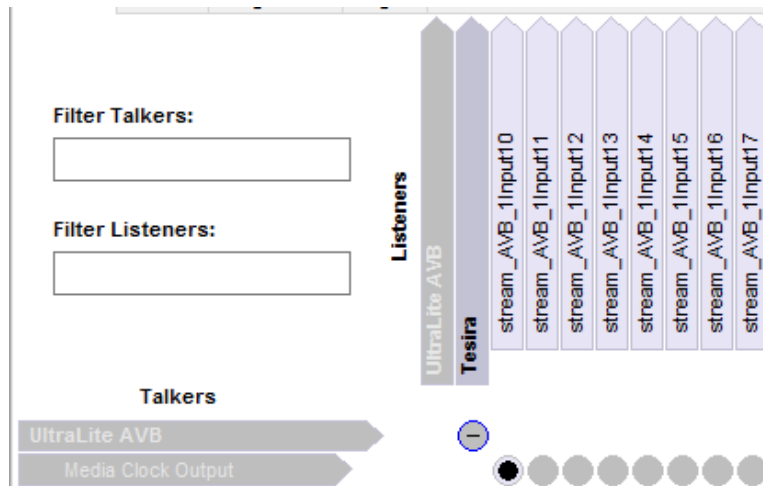 Filter Talkers:
Filter Listeners:
Listeners
UltraLite AVB
Tesira
stream_AVB_1Input10
stream_AVB_1Input11
stream_AVB_1Input12
stream_AVB_1Input13
stream_AVB_1Input14
stream_AVB_1Input15
stream_AVB_1Input16
stream_AVB_1Input17
Talkers
UltraLite AVB
Media Clock Output